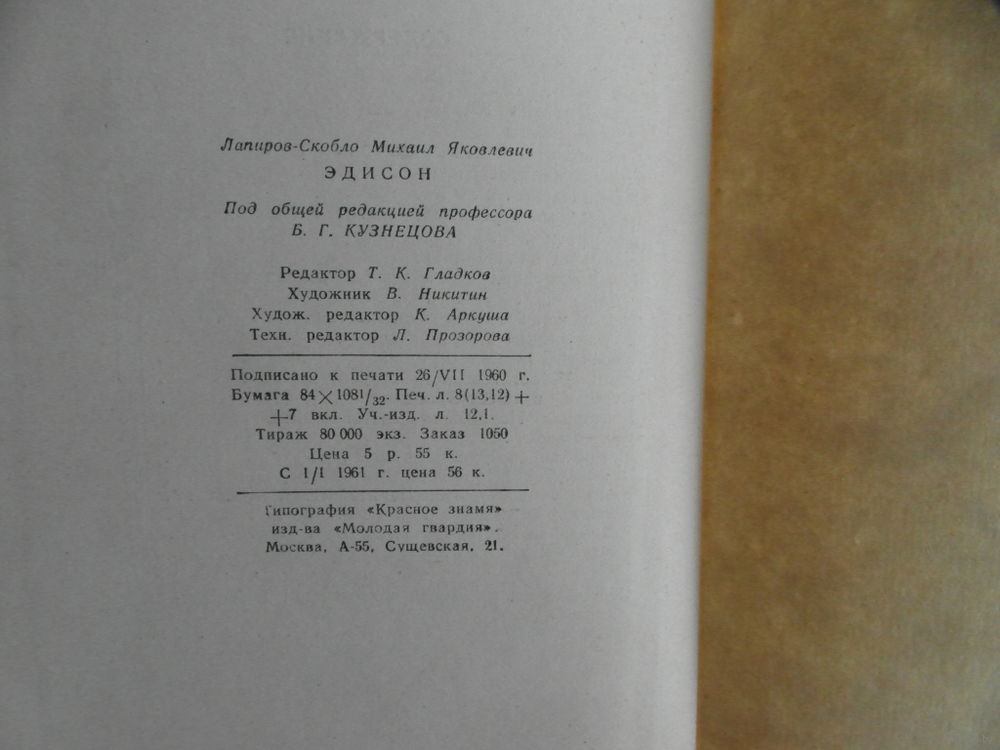 Лапиров-Скобло Михаил Яковлевич
ЭДИСОН
Под общей редакцией профессора
Б. Г. КУЗНЕЦОВА
Редактор Т. К. Гладков
Художник В. Никитин
Худож. редактор К. Аркуша
Техн. редактор Л. Прозорова
Подписано к печати 26/VII 1960 г.
Бумага 84×1081/32. Печ. л. 8(13,12) +
+7 вкл. Уч.-изд. л. 12,1.
Тираж 80 000 экз. Заказ 1050
Цена 5 р. 55 к.
С 1/I 1961 г. цена 56 к.
Типография «Красное знамя»
изд-ва «Молодая гвардия».
Москва, А-55, Сущевская, 21.